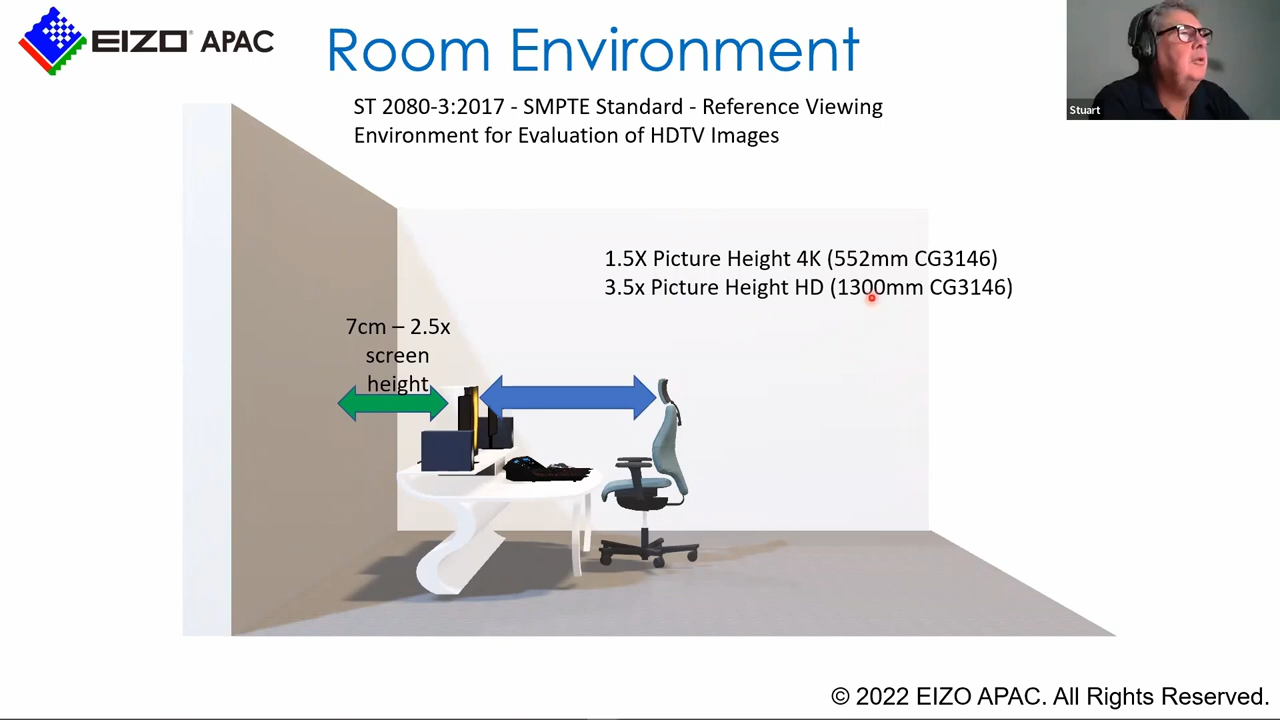 EIZO APAC
Room Environment
Stuart
ST 2080-3:2017 - SMPTE Standard - Reference Viewing
Environment for Evaluation of HDTV Images
1.5X Picture Height 4K (552mm CG3146)
3.5x Picture Height HD (1300mm CG3146)
7cm – 2.5x
screen
height
© 2022 EIZO APAC. All Rights Reserved.